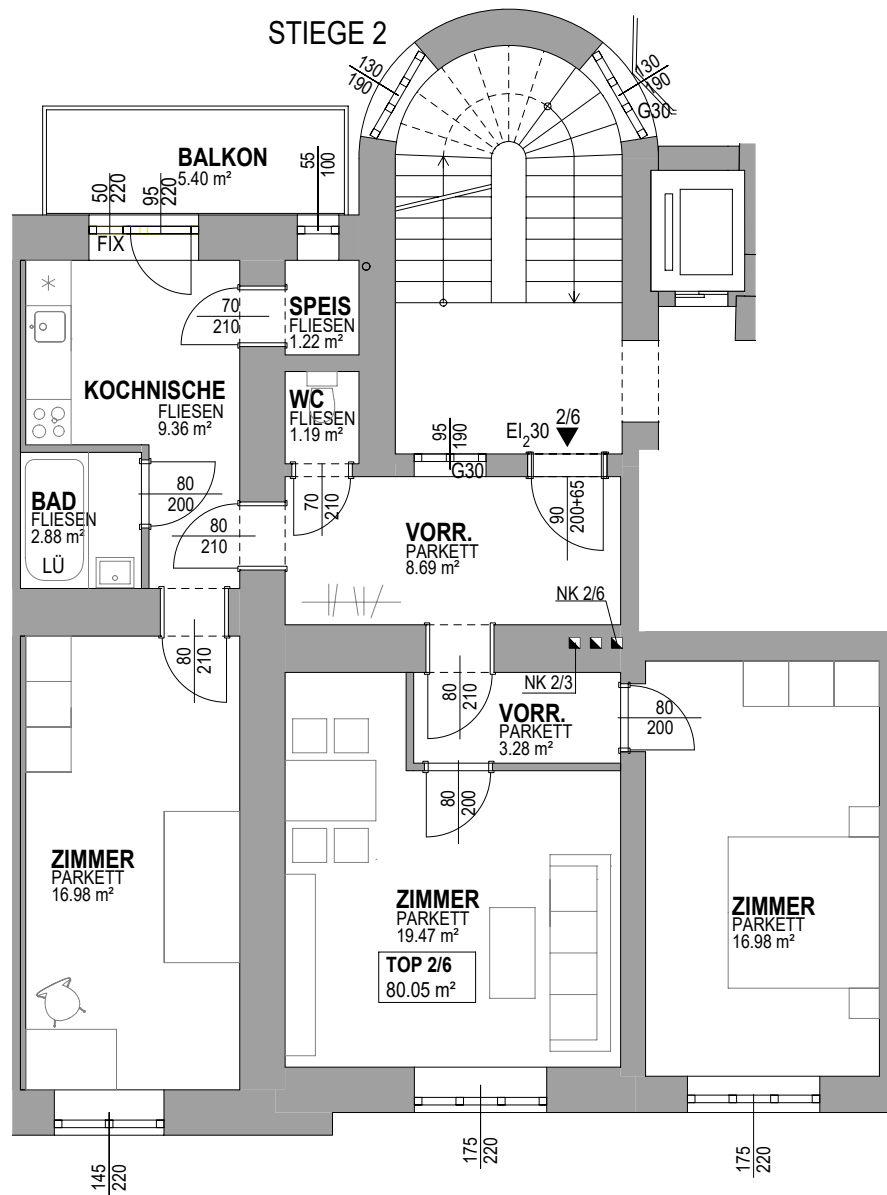 STIEGE 2
130
190
130
190
G30
BALKON
5.40 m²
50
220
95
220
55
100
FIX
70
210
SPEIS
FLIESEN
1.22 m²
KOCHNISCHE
FLIESEN
9.36 m²
WC
FLIESEN
1.19 m²
95
190
G30
EI₂30
2/6
90
200+65
80
200
70
210
BAD
FLIESEN
2.88 m²
LÜ
80
210
VORR.
PARKETT
8.69 m²
NK 2/6
80
210
80
210
NK 2/3
VORR.
PARKETT
3.28 m²
80
200
80
200
ZIMMER
PARKETT
16.98 m²
ZIMMER
PARKETT
19.47 m²
ZIMMER
PARKETT
16.98 m²
TOP 2/6
80.05 m²
145
220
175
220
175
220